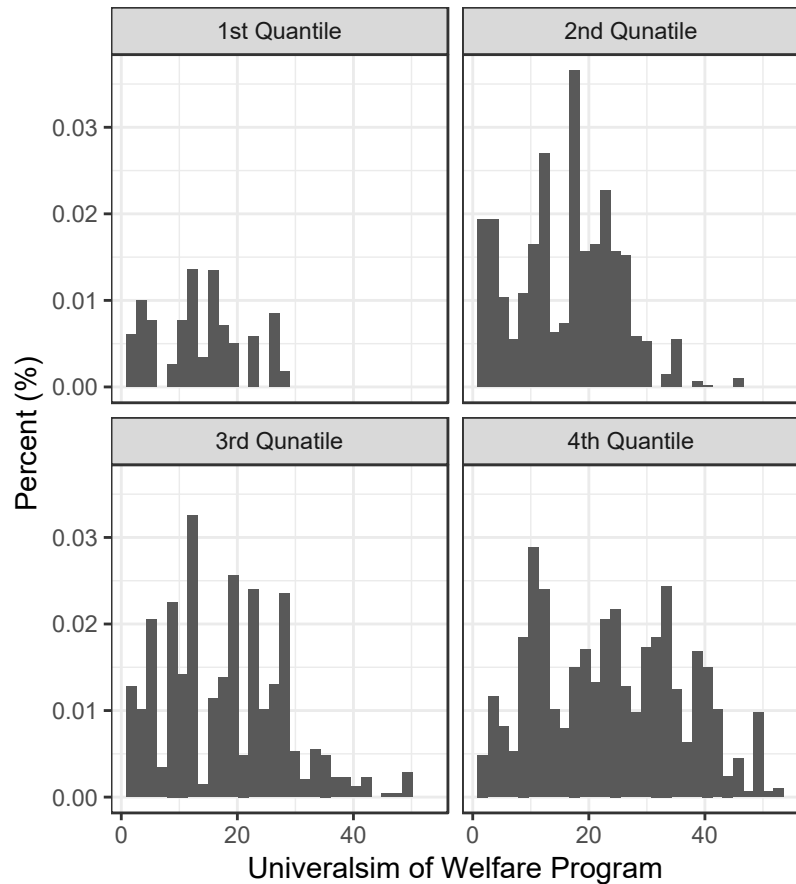 1st Quantile
2nd Qunatile
0.03
0.02
0.01
0.00
3rd Qunatile
4th Quantile
0.03
0.02
0.01
0.00
0 20 40
0 20 40
Percent (%)
Univeralsim of Welfare Program